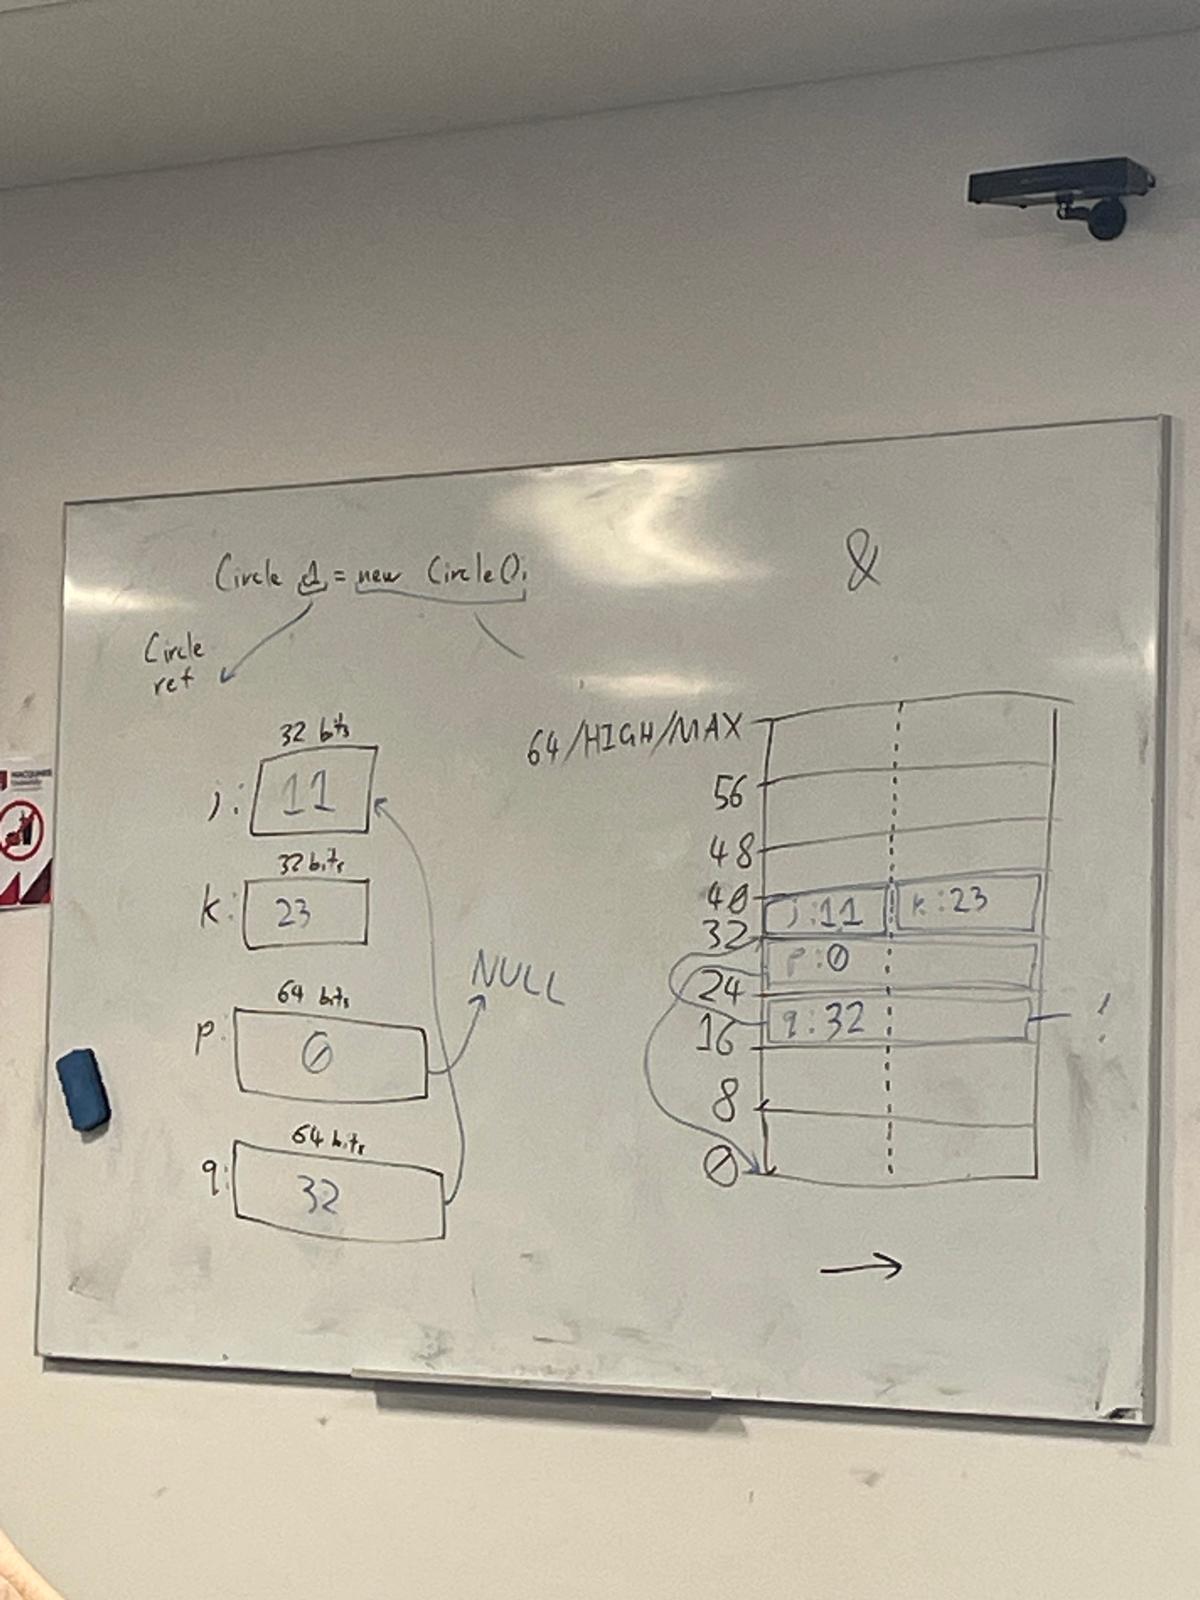 Circle d = new Circle();
&
Circle
ref
32 bits
j: 11
32 bits
k: 23
NULL
64 bits
p: 0
64 bits
q: 32
64/HIGH/MAX
56
48
40
j:11 k:23
32
p:0
24
q:32
16
8
0
MACQUARIE